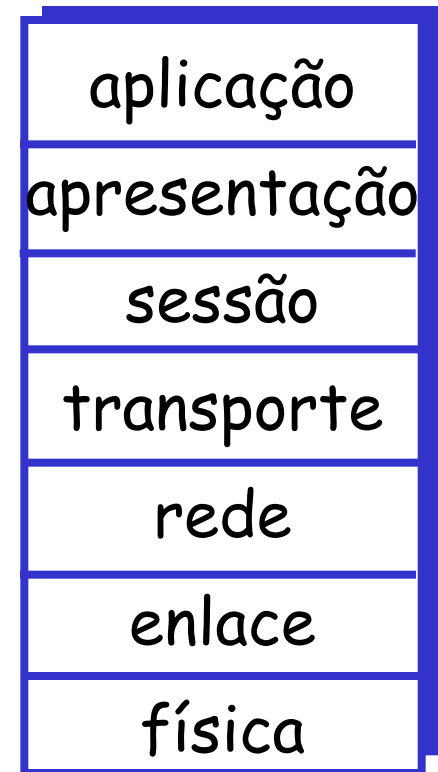 aplicação
apresentação
sessão
transporte
rede
enlace
física